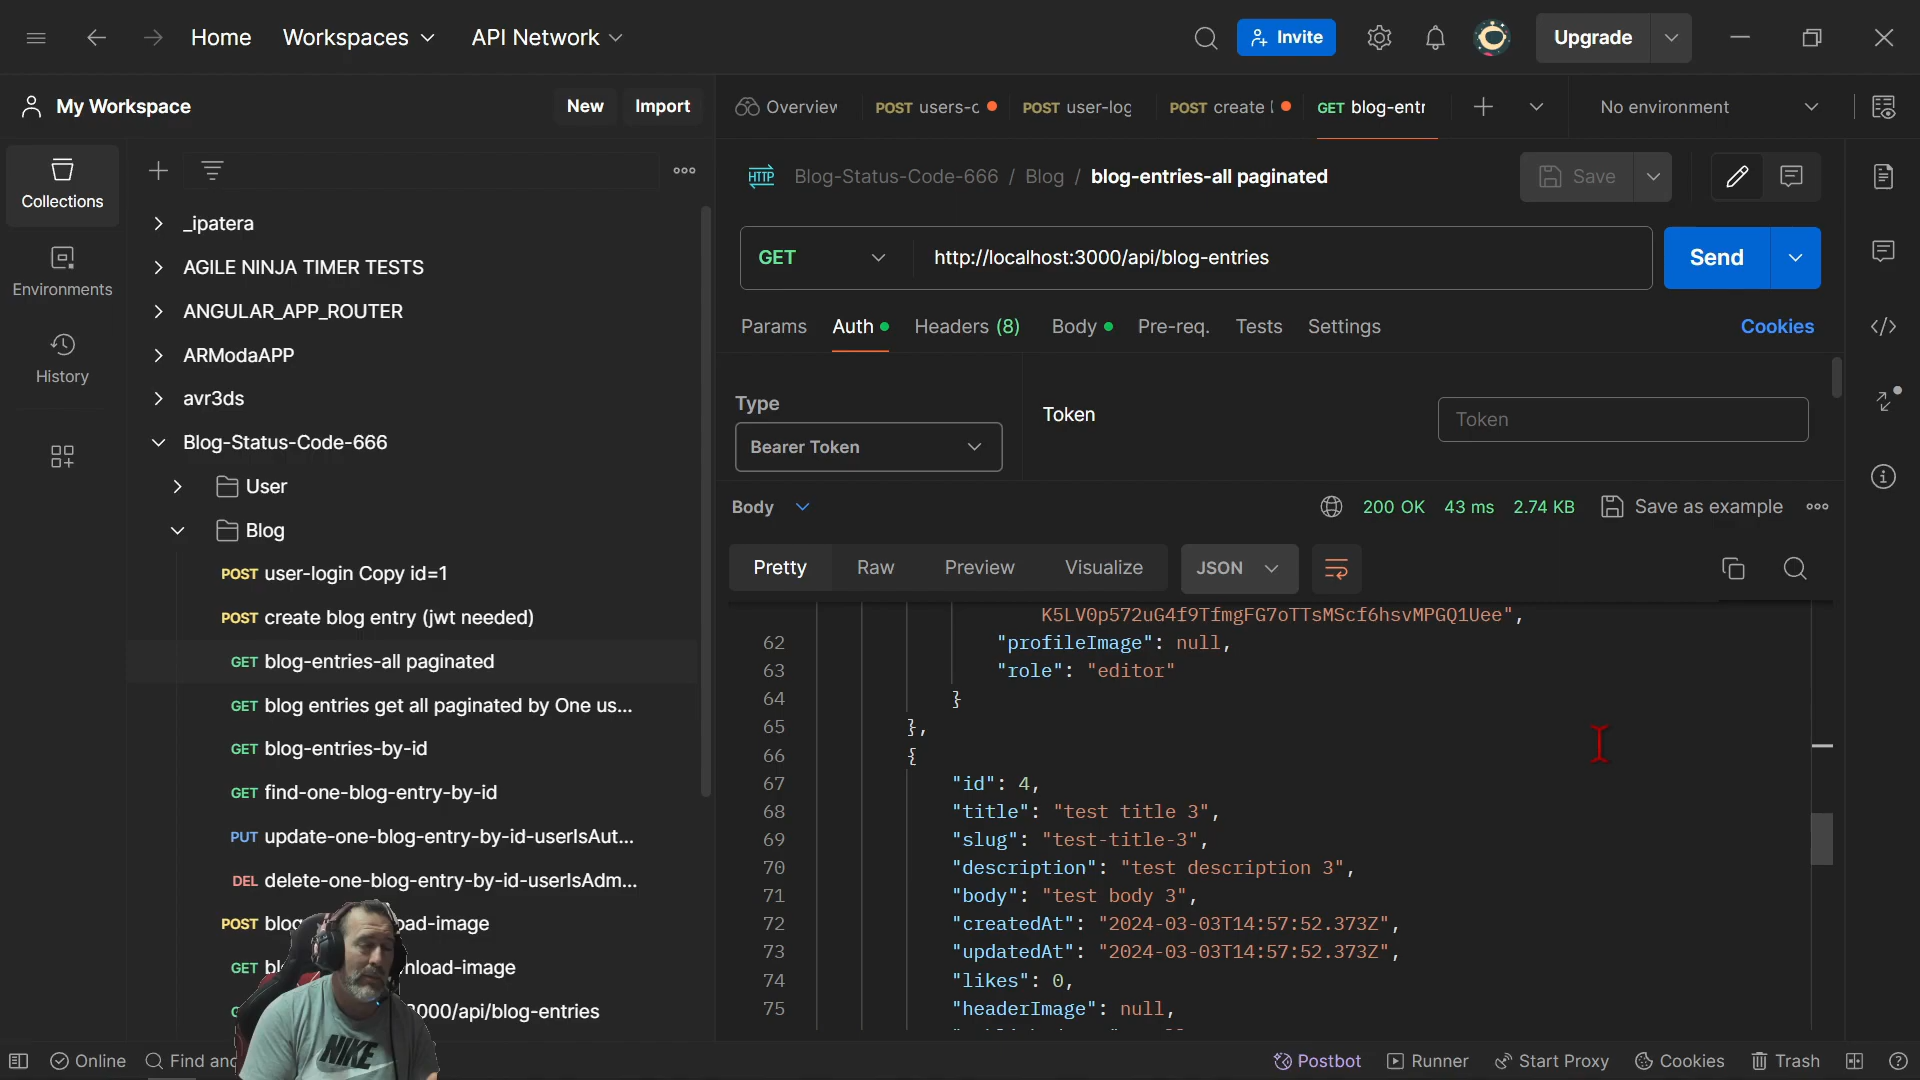 Home
Workspaces
API Network
Invite
Upgrade
My Workspace
New
Import
Overview
POST users-c
POST user-log
POST create
GET blog-entr
No environment
Collections
Environments
History
_ipatera
AGILE NINJA TIMER TESTS
ANGULAR_APP_ROUTER
ARModaAPP
avr3ds
Blog-Status-Code-666
User
Blog
POST user-login Copy id=1
POST create blog entry (jwt needed)
GET blog-entries-all paginated
GET blog entries get all paginated by One us...
GET blog-entries-by-id
GET find-one-blog-entry-by-id
PUT update-one-blog-entry-by-id-userIsAut...
DEL delete-one-blog-entry-by-id-userIsAdm...
POST blog oad-image
GET bl nload-image
000/api/blog-entries
HTTP Blog-Status-Code-666 / Blog / blog-entries-all paginated
Save
GET http://localhost:3000/api/blog-entries
Send
Params Auth Headers (8) Body Pre-req. Tests Settings
Cookies
Type
Bearer Token
Token
Token
Body
200 OK 43 ms 2.74 KB
Save as example
Pretty Raw Preview Visualize JSON
K5LV0p572uG4f9TfmgFG7oTTsMScf6hsvMPGQ1Uee",
62 "profileImage": null,
63 "role": "editor"
64 }
65 },
66 {
67 "id": 4,
68 "title": "test title 3",
69 "slug": "test-title-3",
70 "description": "test description 3",
71 "body": "test body 3",
72 "createdAt": "2024-03-03T14:57:52.373Z",
73 "updatedAt": "2024-03-03T14:57:52.373Z",
74 "likes": 0,
75 "headerImage": null,
Online
Find and
NIKE
Postbot
Runner
Start Proxy
Cookies
Trash